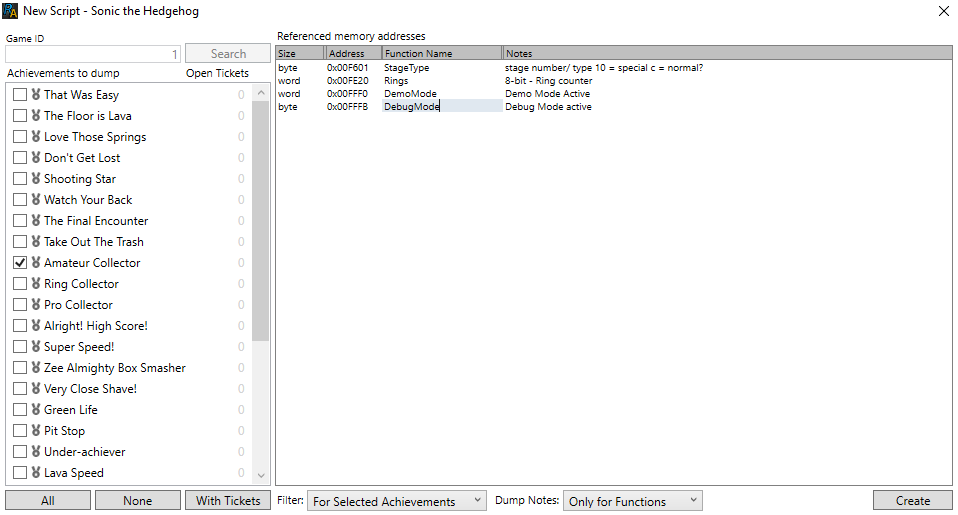 New Script - Sonic the Hedgehog
Game ID
1 Search
Achievements to dump Open Tickets
That Was Easy 0
The Floor is Lava 0
Love Those Springs 0
Don't Get Lost 0
Shooting Star 0
Watch Your Back 0
The Final Encounter 0
Take Out The Trash 0
Amateur Collector 0
Ring Collector 0
Pro Collector 0
Alright! High Score! 0
Super Speed! 0
Zee Almighty Box Smasher 0
Very Close Shave! 0
Green Life 0
Pit Stop 0
Under-achiever 0
Lava Speed 0
All None With Tickets
Referenced memory addresses
Size Address Function Name Notes
byte 0x00F601 StageType stage number/ type 10 = special c = normal?
word 0x00FE20 Rings 8-bit - Ring counter
word 0x00FFF0 DemoMode Demo Mode Active
byte 0x00FFFB DebugMode Debug Mode active
Filter: For Selected Achievements Dump Notes: Only for Functions Create